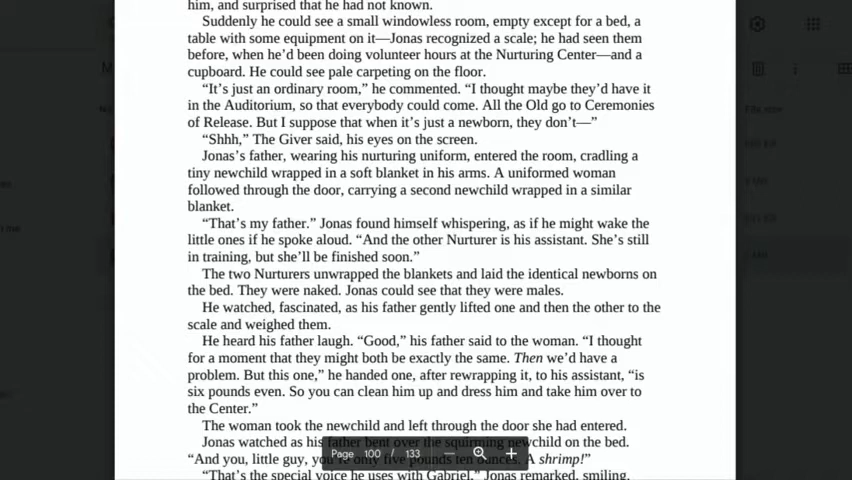 him, and surprised that he had not known.
Suddenly he could see a small windowless room, empty except for a bed, a
table with some equipment on it—Jonas recognized a scale; he had seen them
before, when he’d been doing volunteer hours at the Nurturing Center—and a
cupboard. He could see pale carpeting on the floor.
“It’s just an ordinary room,” he commented. “I thought maybe they’d have it
in the Auditorium, so that everybody could come. All the Old go to Ceremonies
of Release. But I suppose that when it’s just a newborn, they don’t—”
“Shhh,” The Giver said, his eyes on the screen.
Jonas’s father, wearing his nurturing uniform, entered the room, cradling a
tiny newchild wrapped in a soft blanket in his arms. A uniformed woman
followed through the door, carrying a second newchild wrapped in a similar
blanket.
“That’s my father.” Jonas found himself whispering, as if he might wake the
little ones if he spoke aloud. “And the other Nurturer is his assistant. She’s still
in training, but she’ll be finished soon.”
The two Nurturers unwrapped the blankets and laid the identical newborns on
the bed. They were naked. Jonas could see that they were males.
He watched, fascinated, as his father gently lifted one and then the other to the
scale and weighed them.
He heard his father laugh. “Good,” his father said to the woman. “I thought
for a moment that they might both be exactly the same. Then we’d have a
problem. But this one,” he handed one, after rewrapping it, to his assistant, “is
six pounds even. So you can clean him up and dress him and take him over to
the Center.”
The woman took the newchild and left through the door she had entered.
Jonas watched as his father bent over the squirming newchild on the bed.
“And you, little guy, you’re only five pounds ten ounces. A shrimp!”
“That’s the special voice he uses with Gabriel,” Jonas remarked, smiling.
Page 100 / 133